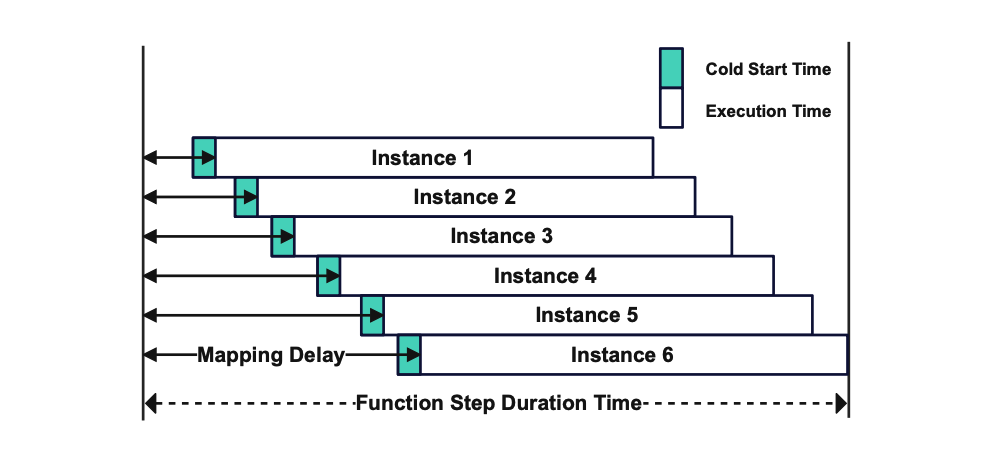 Cold Start Time
Execution Time
Instance 1
Instance 2
Instance 3
Instance 4
Instance 5
Mapping Delay Instance 6
Function Step Duration Time